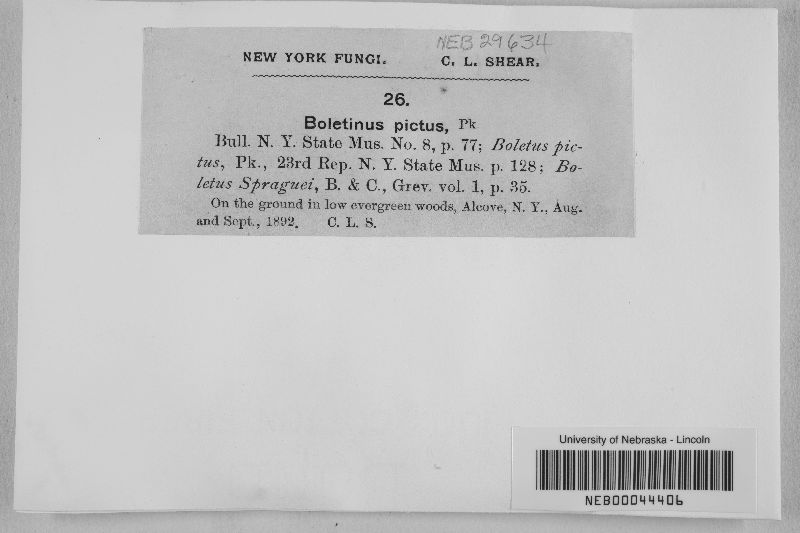 NEB 29634
NEW YORK FUNGI. C. L. SHEAR.
26.
Boletinus pictus, Pk
Bull. N. Y. State Mus. No. 8, p. 77; Boletus pic-
tus, Pk., 23rd Rep. N. Y. State Mus. p. 128; Bo-
letus Spraguei, B. & C., Grev. vol. 1, p. 35.
On the ground in low evergreen woods, Alcove, N. Y., Aug.
and Sept., 1892. C. L. S.
University of Nebraska - Lincoln
NEB00044406